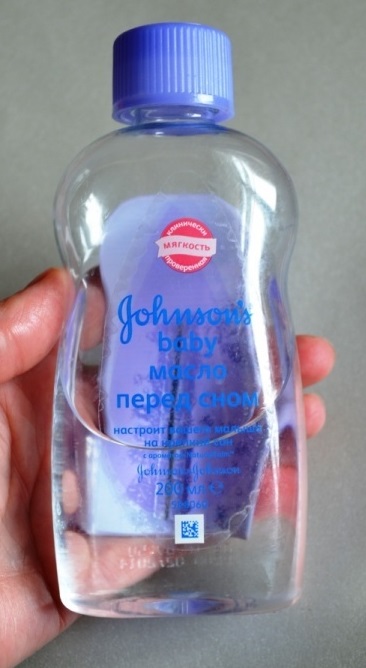 клинически
мягкость
проверенная
Johnson's
baby
масло
перед сном
настроит вашего малыша
на крепкий сон
Johnson & Johnson
200 мл ℮